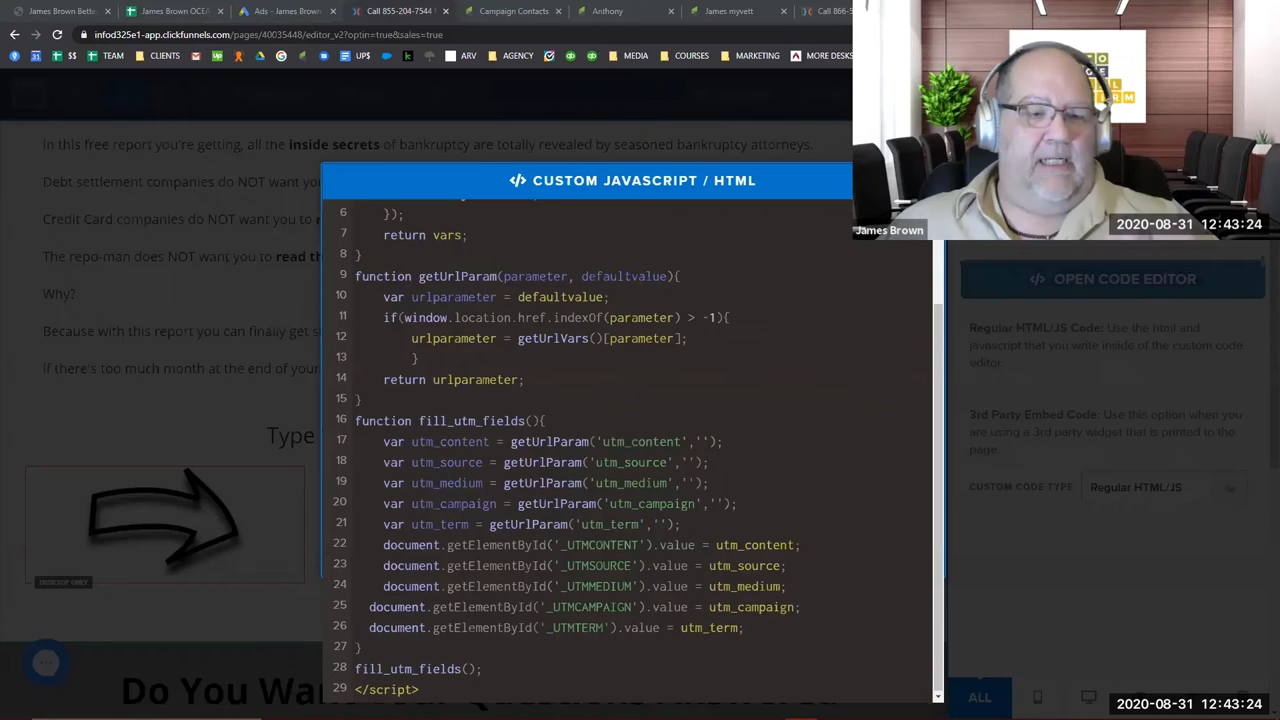 James Brown Bette
James Brown OCEA
Ads - James Brown
Call 855-204-7544
Campaign Contacts
Anthony
James myvett
Call 866-3
infod325e1-app.clickfunnels.com/pages/40035448/editor_v2?optin=true&sales=true
$$
TEAM
CLIENTS
UP$
ARV
AGENCY
MEDIA
COURSES
MARKETING
MORE DESKS
In this free report you're getting, all the inside secrets of bankruptcy are totally revealed by seasoned bankruptcy attorneys.
Debt settlement companies do NOT want you
Credit Card companies do NOT want you to
The repo-man does NOT want you to read th
Why?
Because with this report you can finally get
If there's too much month at the end of your
Type
DESKTOP ONLY
Do You Wan
CUSTOM JAVASCRIPT / HTML
6 });
7 return vars;
8 }
9 function getUrlParam(parameter, defaultvalue){
10 var urlparameter = defaultvalue;
11 if(window.location.href.indexOf(parameter) > -1){
12 urlparameter = getUrlVars()[parameter];
13 }
14 return urlparameter;
15 }
16 function fill_utm_fields(){
17 var utm_content = getUrlParam('utm_content','');
18 var utm_source = getUrlParam('utm_source','');
19 var utm_medium = getUrlParam('utm_medium','');
20 var utm_campaign = getUrlParam('utm_campaign','');
21 var utm_term = getUrlParam('utm_term','');
22 document.getElementById('_UTMCONTENT').value = utm_content;
23 document.getElementById('_UTMSOURCE').value = utm_source;
24 document.getElementById('_UTMMEDIUM').value = utm_medium;
25 document.getElementById('_UTMCAMPAIGN').value = utm_campaign;
26 document.getElementById('_UTMTERM').value = utm_term;
27 }
28 fill_utm_fields();
29 </script>
James Brown
2020-08-31 12:43:24
OPEN CODE EDITOR
Regular HTML/JS Code: Use the html and
javascript that you write inside of the custom code
editor.
3rd Party Embed Code: Use this option when you
are using a 3rd party widget that is printed to the
page.
CUSTOM CODE TYPE
Regular HTML/JS
ALL
2020-08-31 12:43:24